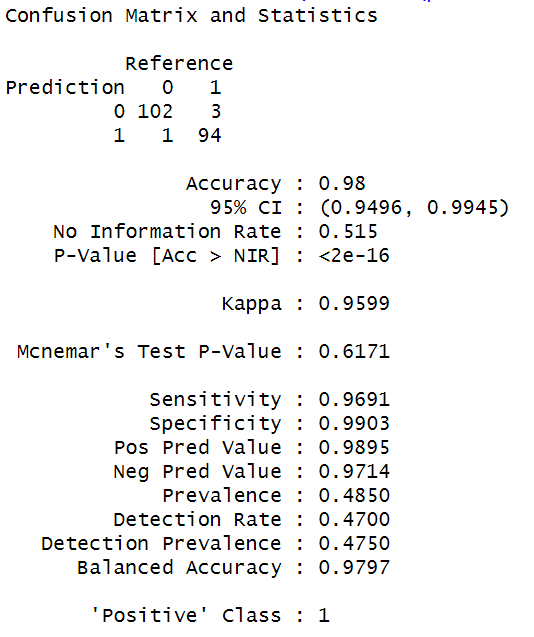 Confusion Matrix and Statistics
Reference
Prediction 0 1
0 102 3
1 1 94
Accuracy : 0.98
95% CI : (0.9496, 0.9945)
No Information Rate : 0.515
P-Value [Acc > NIR] : <2e-16
Kappa : 0.9599
Mcnemar's Test P-Value : 0.6171
Sensitivity : 0.9691
Specificity : 0.9903
Pos Pred Value : 0.9895
Neg Pred Value : 0.9714
Prevalence : 0.4850
Detection Rate : 0.4700
Detection Prevalence : 0.4750
Balanced Accuracy : 0.9797
'Positive' Class : 1